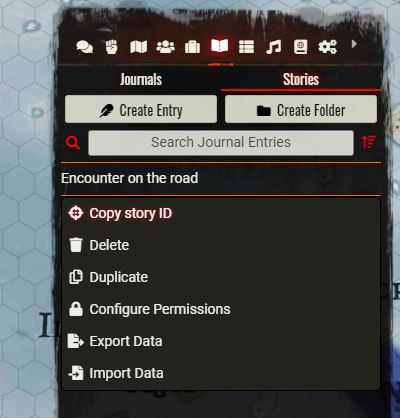 Journals
Stories
Create Entry
Create Folder
Search Journal Entries
Encounter on the road
Copy story ID
Delete
Duplicate
Configure Permissions
Export Data
Import Data